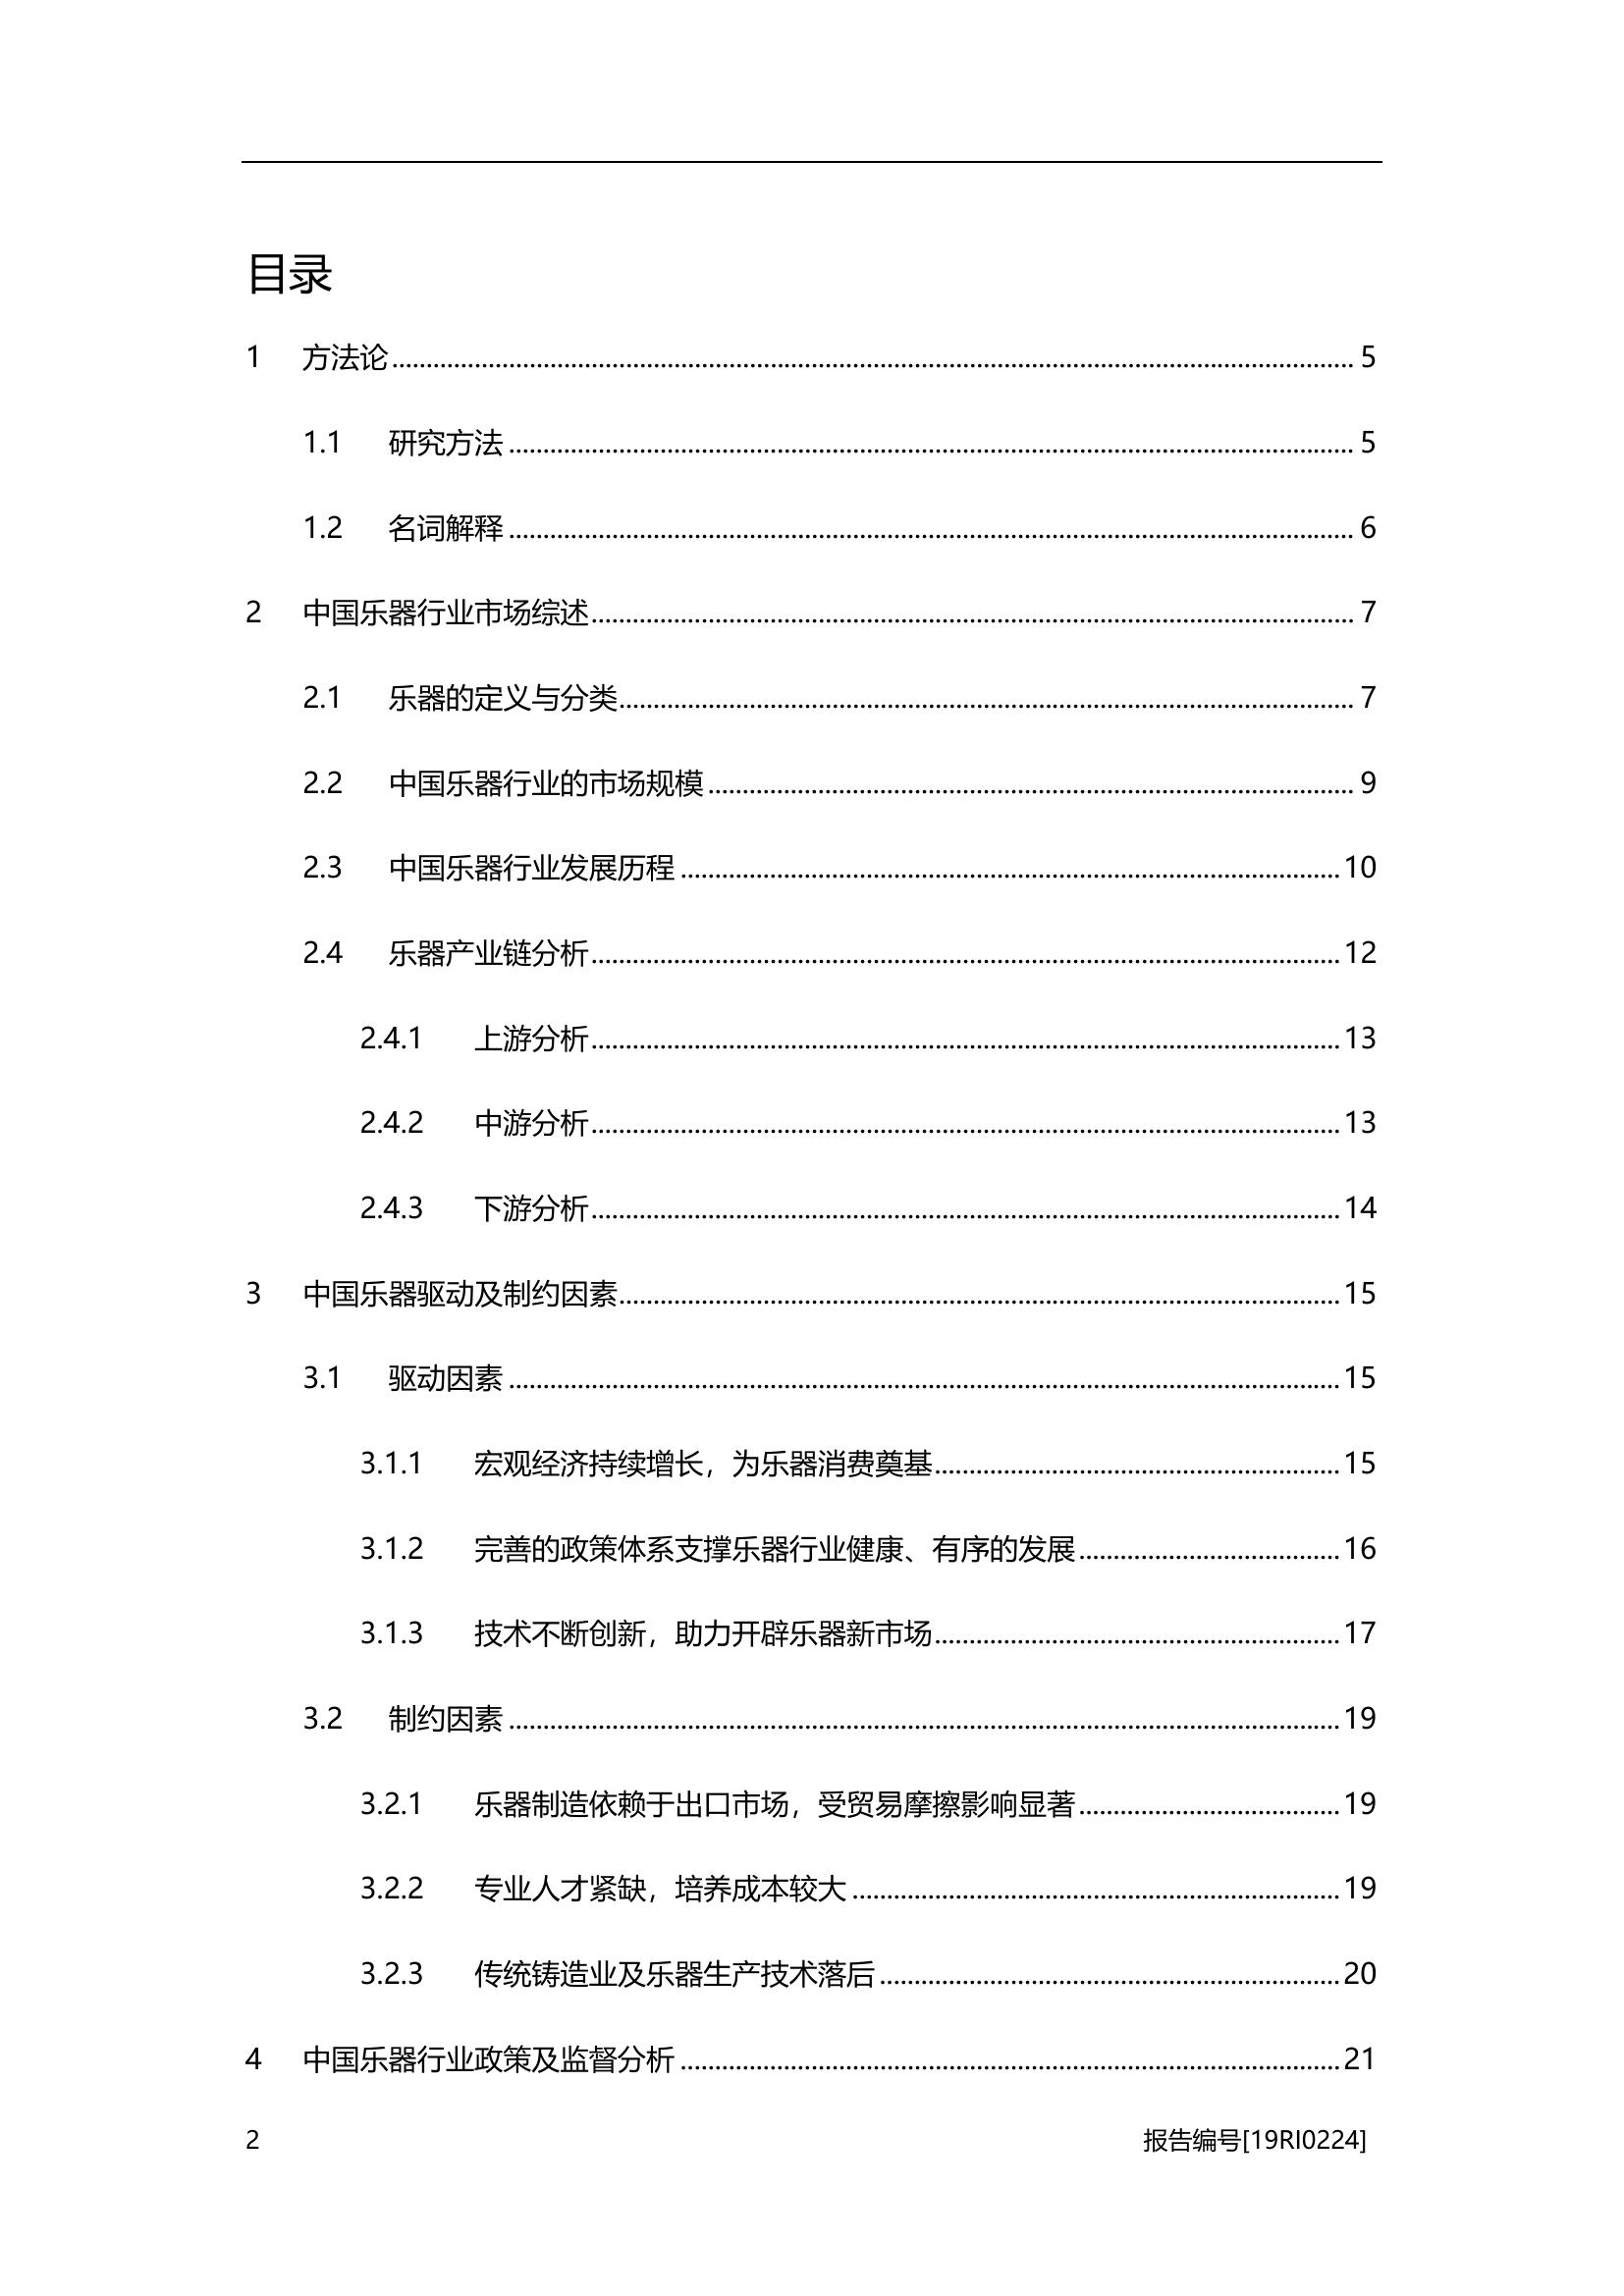 目录
1 方法论 5
1.1 研究方法 5
1.2 名词解释 6
2 中国乐器行业市场综述 7
2.1 乐器的定义与分类 7
2.2 中国乐器行业的市场规模 9
2.3 中国乐器行业发展历程 10
2.4 乐器产业链分析 12
2.4.1 上游分析 13
2.4.2 中游分析 13
2.4.3 下游分析 14
3 中国乐器驱动及制约因素 15
3.1 驱动因素 15
3.1.1 宏观经济持续增长，为乐器消费奠基 15
3.1.2 完善的政策体系支撑乐器行业健康、有序的发展 16
3.1.3 技术不断创新，助力开辟乐器新市场 17
3.2 制约因素 19
3.2.1 乐器制造依赖于出口市场，受贸易摩擦影响显著 19
3.2.2 专业人才紧缺，培养成本较大 19
3.2.3 传统铸造业及乐器生产技术落后 20
4 中国乐器行业政策及监督分析 21
2 报告编号[19RI0224]